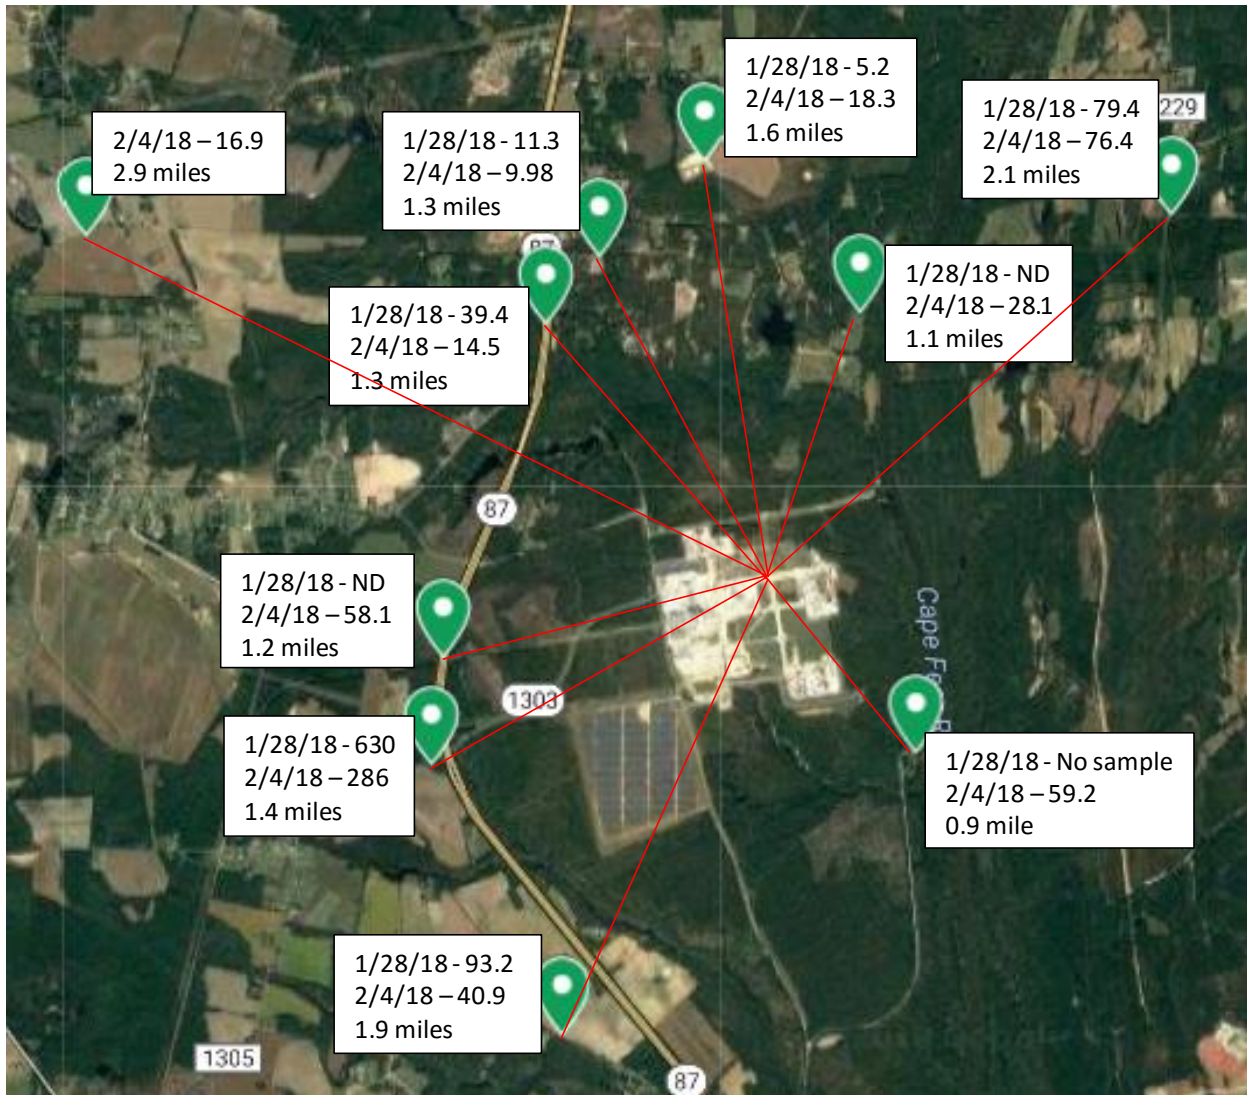 1/28/18 - 5.2
2/4/18 – 18.3
1.6 miles
1/28/18 - 79.4
2/4/18 – 76.4
2.1 miles
229
2/4/18 – 16.9
2.9 miles
1/28/18 - 11.3
2/4/18 – 9.98
1.3 miles
87
1/28/18 - ND
2/4/18 – 28.1
1.1 miles
1/28/18 - 39.4
2/4/18 – 14.5
1.3 miles
87
1/28/18 - ND
2/4/18 – 58.1
1.2 miles
Cape
1303
1/28/18 - 630
2/4/18 – 286
1.4 miles
1/28/18 - No sample
2/4/18 – 59.2
0.9 mile
1/28/18 - 93.2
2/4/18 – 40.9
1.9 miles
1305
87